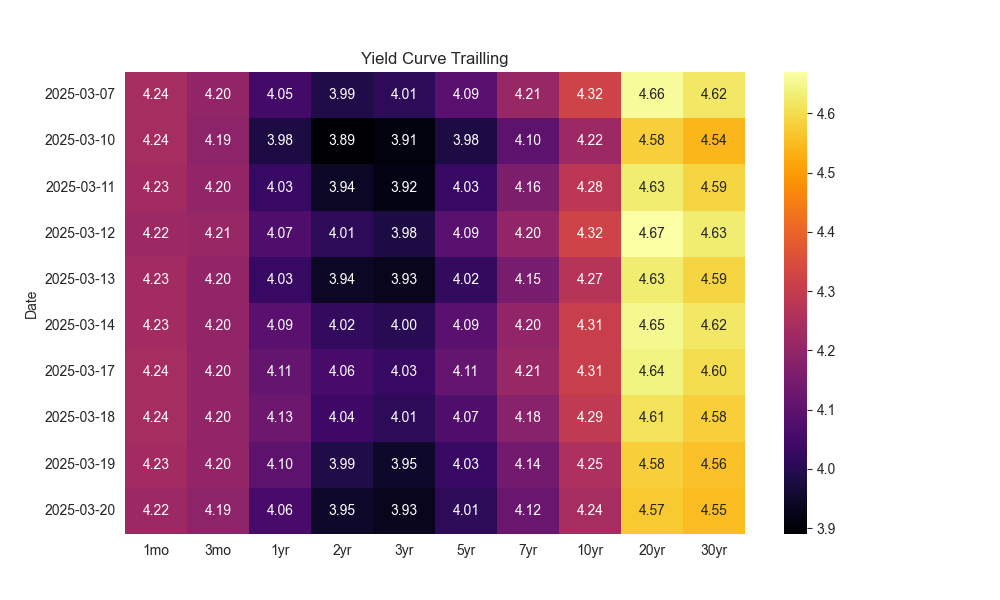 Yield Curve Trailling
Date
2025-03-07 4.24 4.20 4.05 3.99 4.01 4.09 4.21 4.32 4.66 4.62
2025-03-10 4.24 4.19 3.98 3.89 3.91 3.98 4.10 4.22 4.58 4.54
2025-03-11 4.23 4.20 4.03 3.94 3.92 4.03 4.16 4.28 4.63 4.59
2025-03-12 4.22 4.21 4.07 4.01 3.98 4.09 4.20 4.32 4.67 4.63
2025-03-13 4.23 4.20 4.03 3.94 3.93 4.02 4.15 4.27 4.63 4.59
2025-03-14 4.23 4.20 4.09 4.02 4.00 4.09 4.20 4.31 4.65 4.62
2025-03-17 4.24 4.20 4.11 4.06 4.03 4.11 4.21 4.31 4.64 4.60
2025-03-18 4.24 4.20 4.13 4.04 4.01 4.07 4.18 4.29 4.61 4.58
2025-03-19 4.23 4.20 4.10 3.99 3.95 4.03 4.14 4.25 4.58 4.56
2025-03-20 4.22 4.19 4.06 3.95 3.93 4.01 4.12 4.24 4.57 4.55
1mo 3mo 1yr 2yr 3yr 5yr 7yr 10yr 20yr 30yr
4.6
4.5
4.4
4.3
4.2
4.1
4.0
3.9